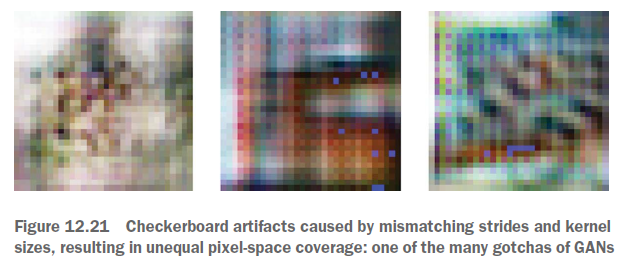 Figure 12.21 Checkerboard artifacts caused by mismatching strides and kernel
sizes, resulting in unequal pixel-space coverage: one of the many gotchas of GANs